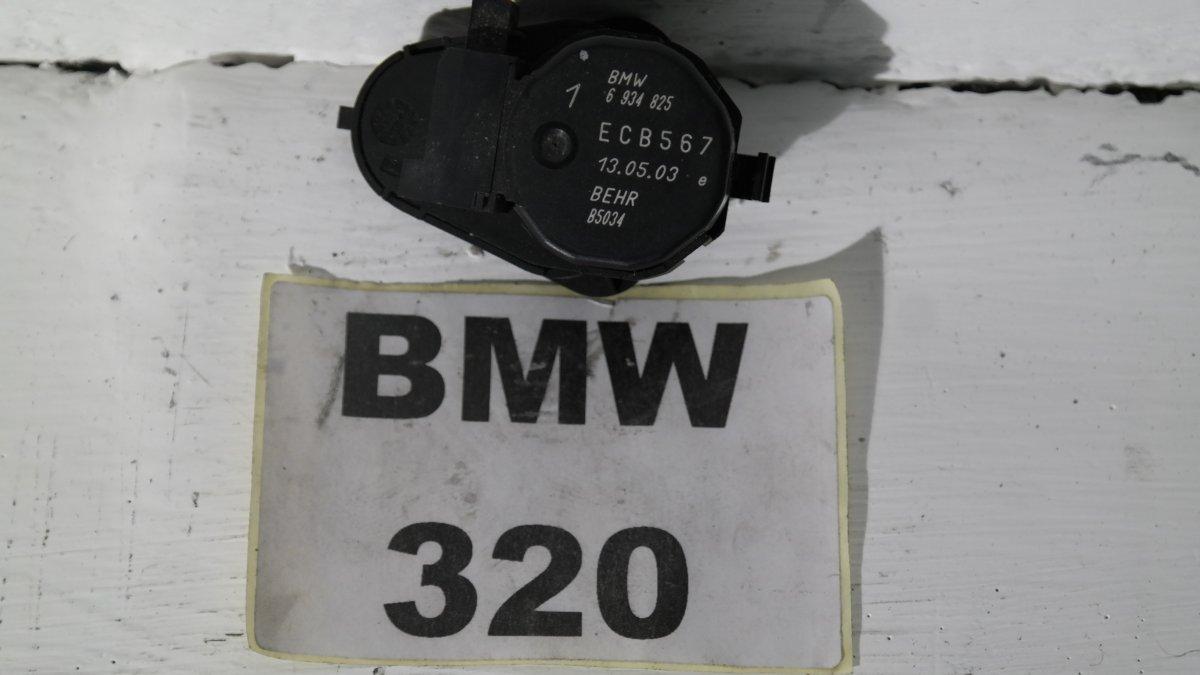 1
BMW
6 934 825
ECB567
13.05.03 e
BEHR
B5034
BMW
320